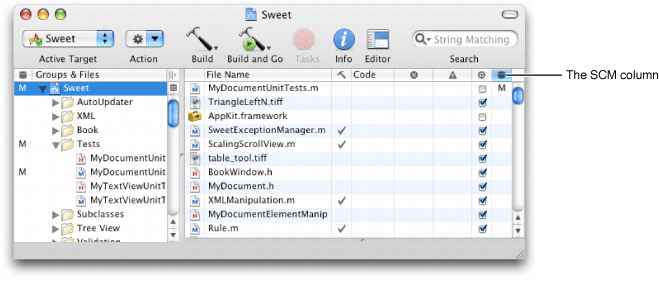 Sweet
Sweet
String Matching
Active Target
Action
Build
Build and Go
Tasks
Info
Editor
Search
Groups & Files
File Name
Code
The SCM column
M
Sweet
AutoUpdater
XML
Book
M
Tests
MyDocumentUnit
M
MyDocumentUnit
MyTextViewUnitT
MyTextViewUnitT
Subclasses
Tree View
Validation
MyDocumentUnitTests.m
M
TriangleLeftN.tiff
AppKit.framework
SweetExceptionManager.m
ScalingScrollView.m
table_tool.tiff
BookWindow.h
MyDocument.h
XMLManipulation.m
MyDocumentElementManip
Rule.m